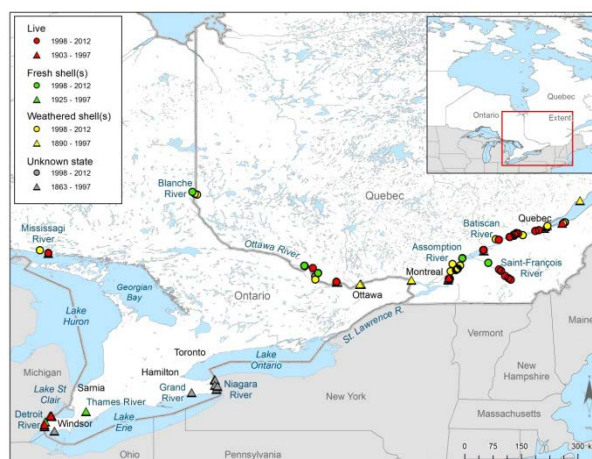 Live
1998 - 2012
1903 - 1997
Fresh shell(s)
1998 - 2012
1925 - 1997
Weathered shell(s)
1998 - 2012
1890 - 1997
Unknown state
1998 - 2012
1863 - 1997
Ontario
Quebec
Extent
Blanche
River
Quebec
Batiscan
River
Quebec
Mississagi
River
Ottawa River
Assomption
River
Saint-François
River
Montreal
Georgian
Bay
Ontario
Ottawa
Lake
Huron
St. Lawrence R.
Maine
Vermont
Toronto
Lake
Ontario
New
Hampshire
Michigan
Hamilton
Sarnia
Grand
River
Niagara
River
Lake St
Clair
Thames River
New York
Massachusetts
Detroit
River
Windsor
Lake
Erie
Ohio
Pennsylvania
0 75 150 300 k